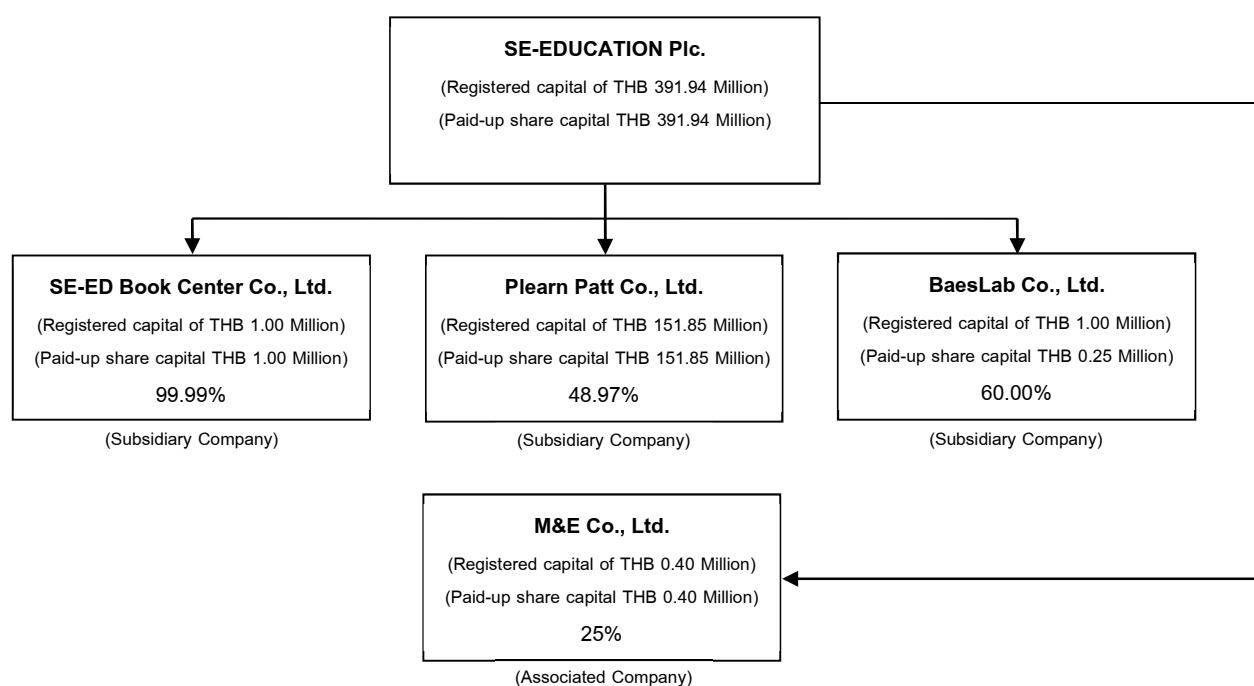 SE-EDUCATION Plc.
(Registered capital of THB 391.94 Million)
(Paid-up share capital THB 391.94 Million)
SE-ED Book Center Co., Ltd.
(Registered capital of THB 1.00 Million)
(Paid-up share capital THB 1.00 Million)
99.99%
(Subsidiary Company)
Plearn Patt Co., Ltd.
(Registered capital of THB 151.85 Million)
(Paid-up share capital THB 151.85 Million)
48.97%
(Subsidiary Company)
BaesLab Co., Ltd.
(Registered capital of THB 1.00 Million)
(Paid-up share capital THB 0.25 Million)
60.00%
(Subsidiary Company)
M&E Co., Ltd.
(Registered capital of THB 0.40 Million)
(Paid-up share capital THB 0.40 Million)
25%
(Associated Company)